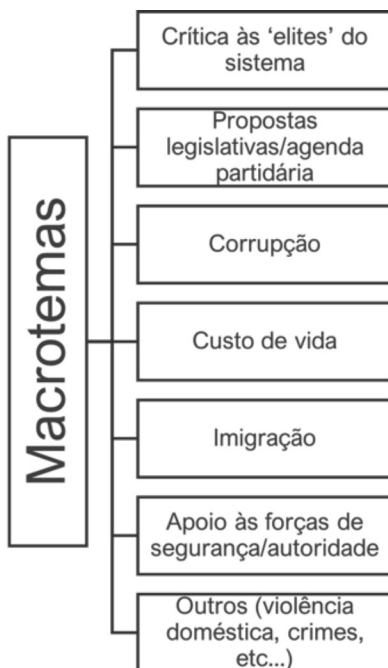 Macrotemas
Crítica às ‘elites’ do
sistema
Propostas
legislativas/agenda
partidária
Corrupção
Custo de vida
Imigração
Apoio às forças de
segurança/autoridade
Outros (violência
doméstica, crimes,
etc...)